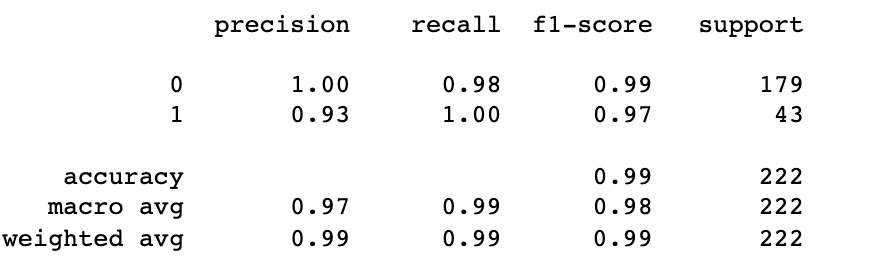 precision recall f1-score support
0 1.00 0.98 0.99 179
1 0.93 1.00 0.97 43
accuracy 0.99 222
macro avg 0.97 0.99 0.98 222
weighted avg 0.99 0.99 0.99 222